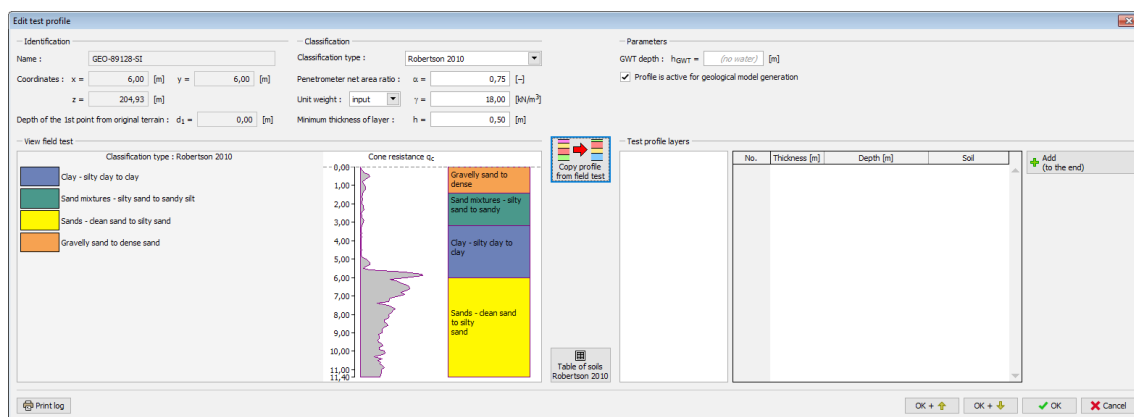 Edit test profile
Identification
Name :
GEO-89128-SI
Coordinates : x = 6,00 [m] y = 6,00 [m]
z = 204,93 [m]
Depth of the 1st point from original terrain : d1 = 0,00 [m]
Classification
Classification type :
Robertson 2010
Penetrometer net area ratio : α = 0,75 [–]
Unit weight : input γ = 18,00 [kN/m³]
Minimum thickness of layer : h = 0,50 [m]
Parameters
GWT depth : hGWT = (no water) [m]
Profile is active for geological model generation
View field test
Classification type : Robertson 2010
Clay - silty clay to clay
Sand mixtures - silty sand to sandy silt
Sands - clean sand to silty sand
Gravelly sand to dense sand
Cone resistance qc
0,00
1,00
2,00
3,00
4,00
5,00
6,00
7,00
8,00
9,00
10,00
11,00
11,40
Gravelly sand to
dense
Sand mixtures - silty
sand to sandy
Clay - silty clay to
clay
Sands - clean sand
to silty
sand
Copy profile
from field test
Table of soils
Robertson 2010
Test profile layers
No. Thickness [m] Depth [m] Soil
Add
(to the end)
Print log
OK +
OK +
OK
Cancel